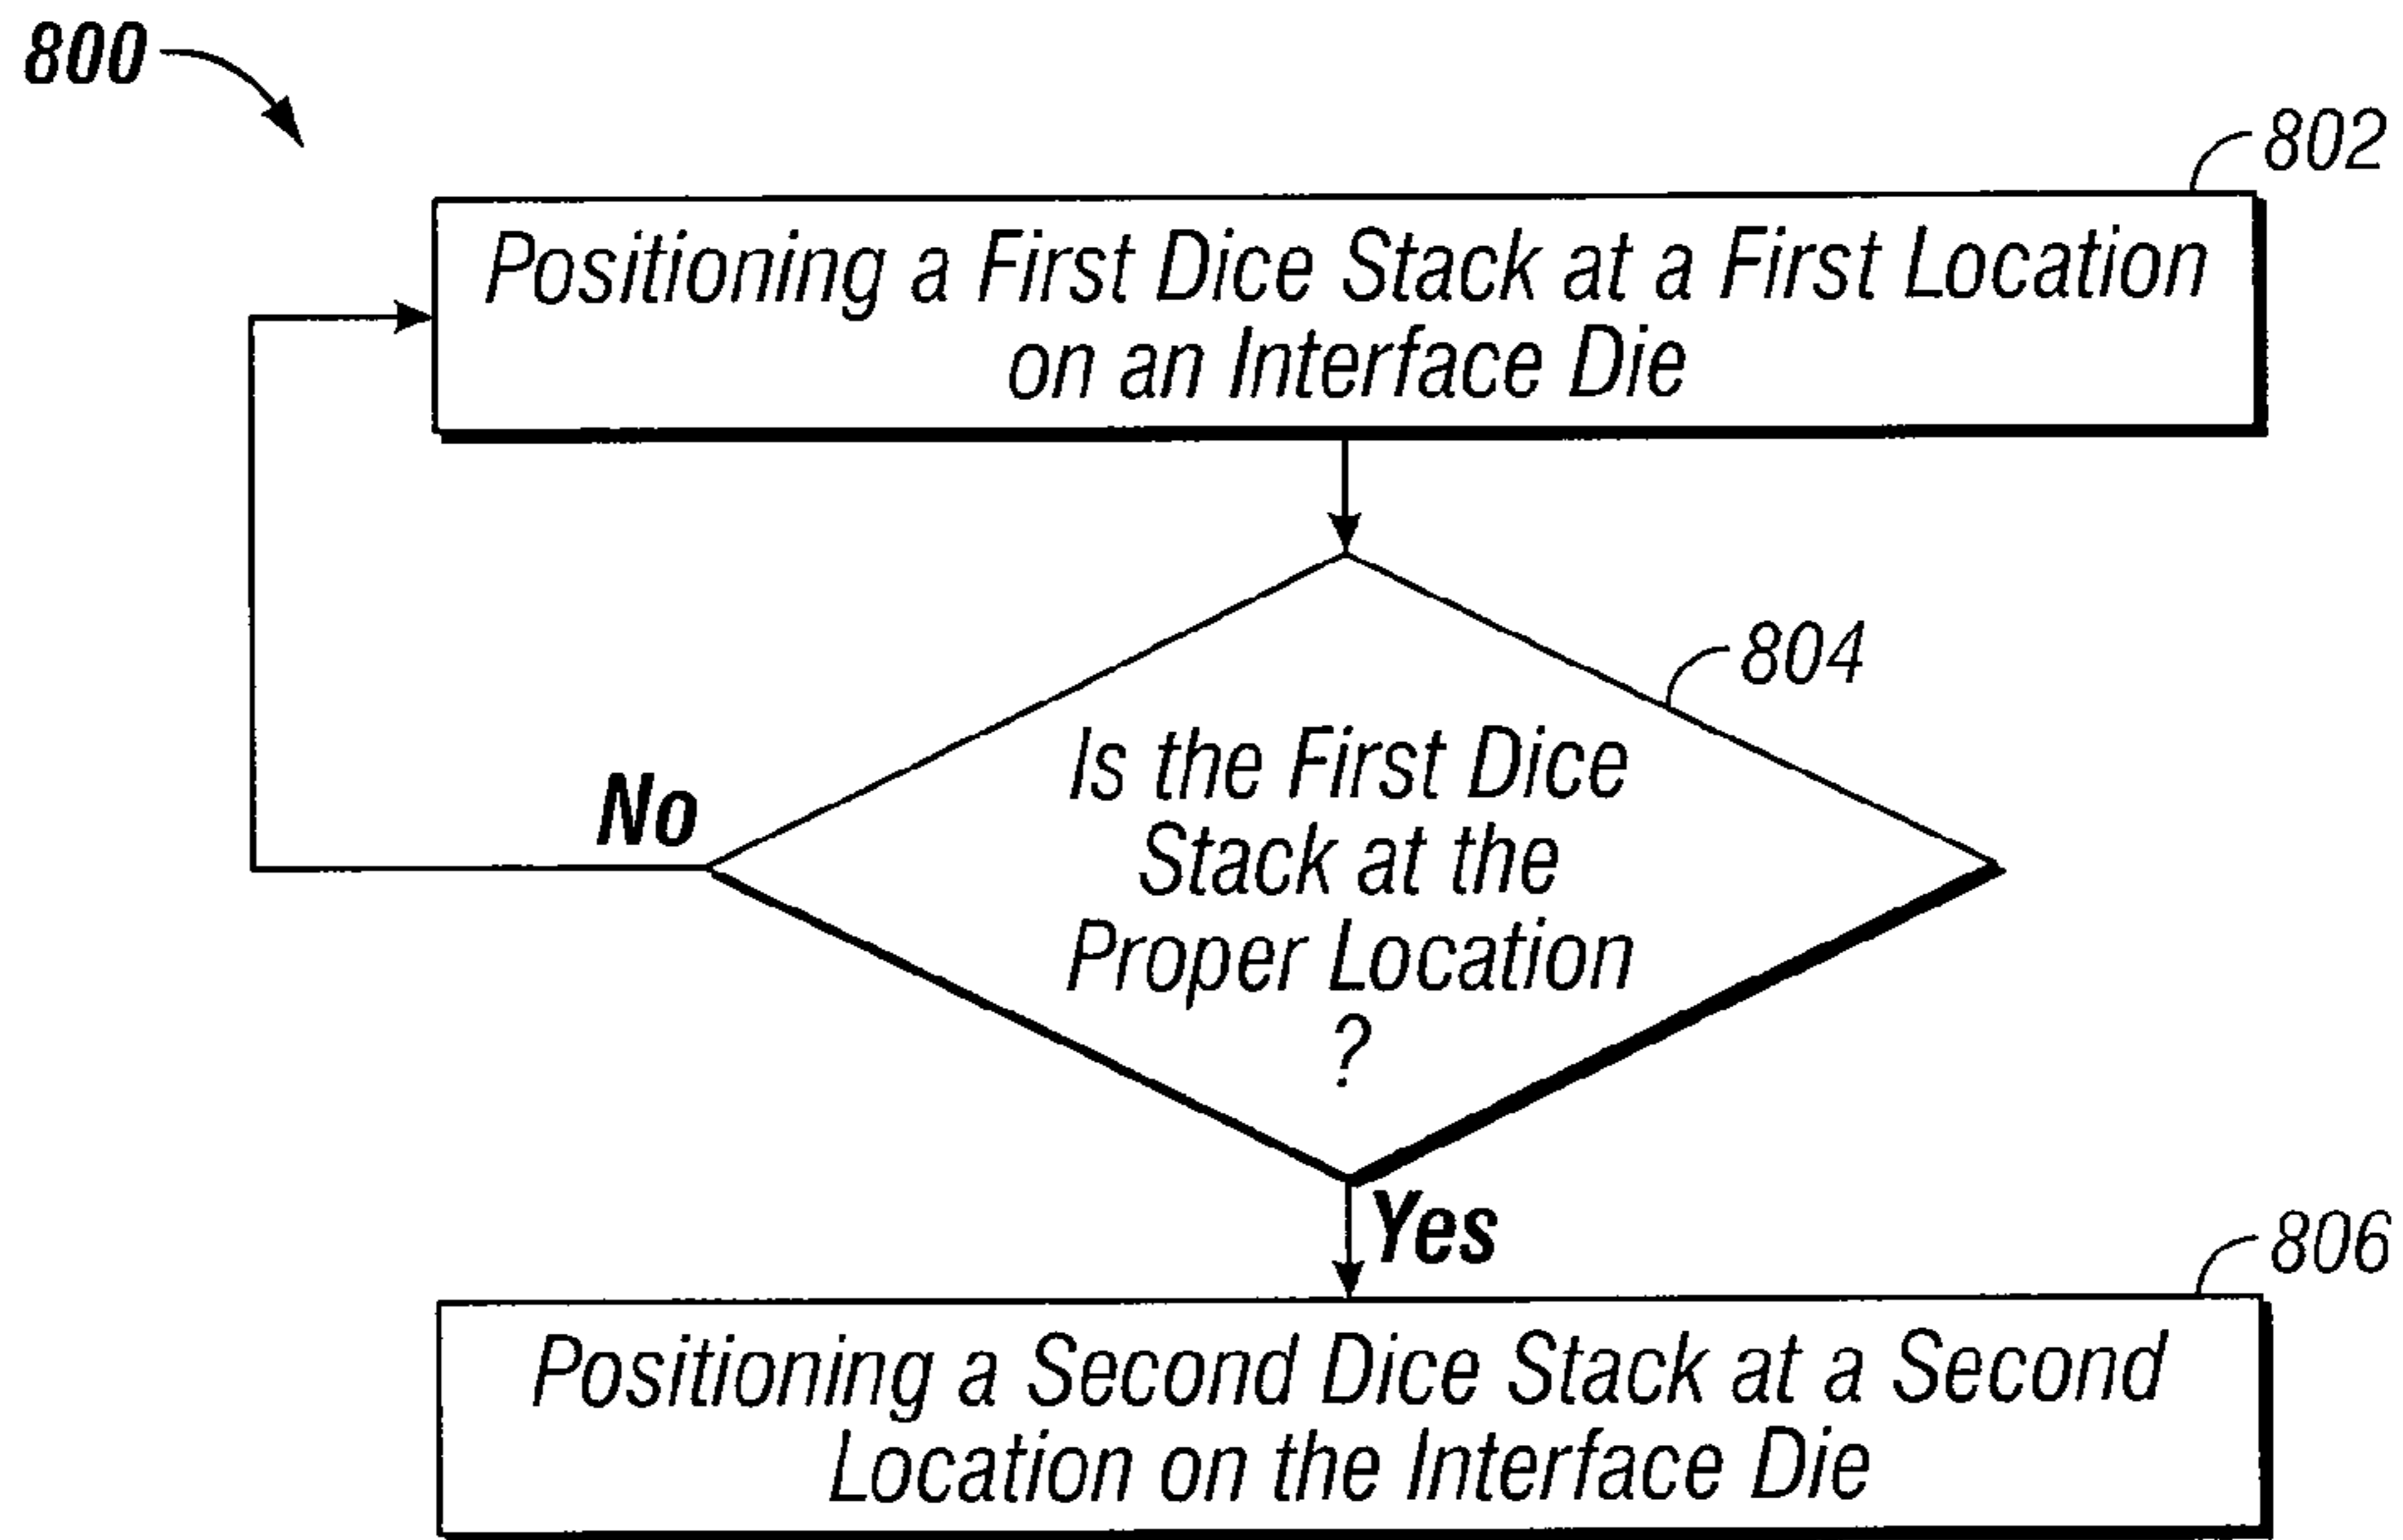 800
802
Positioning a First Dice Stack at a First Location
on an Interface Die
804
Is the First Dice
Stack at the
Proper Location
?
No
Yes
806
Positioning a Second Dice Stack at a Second
Location on the Interface Die